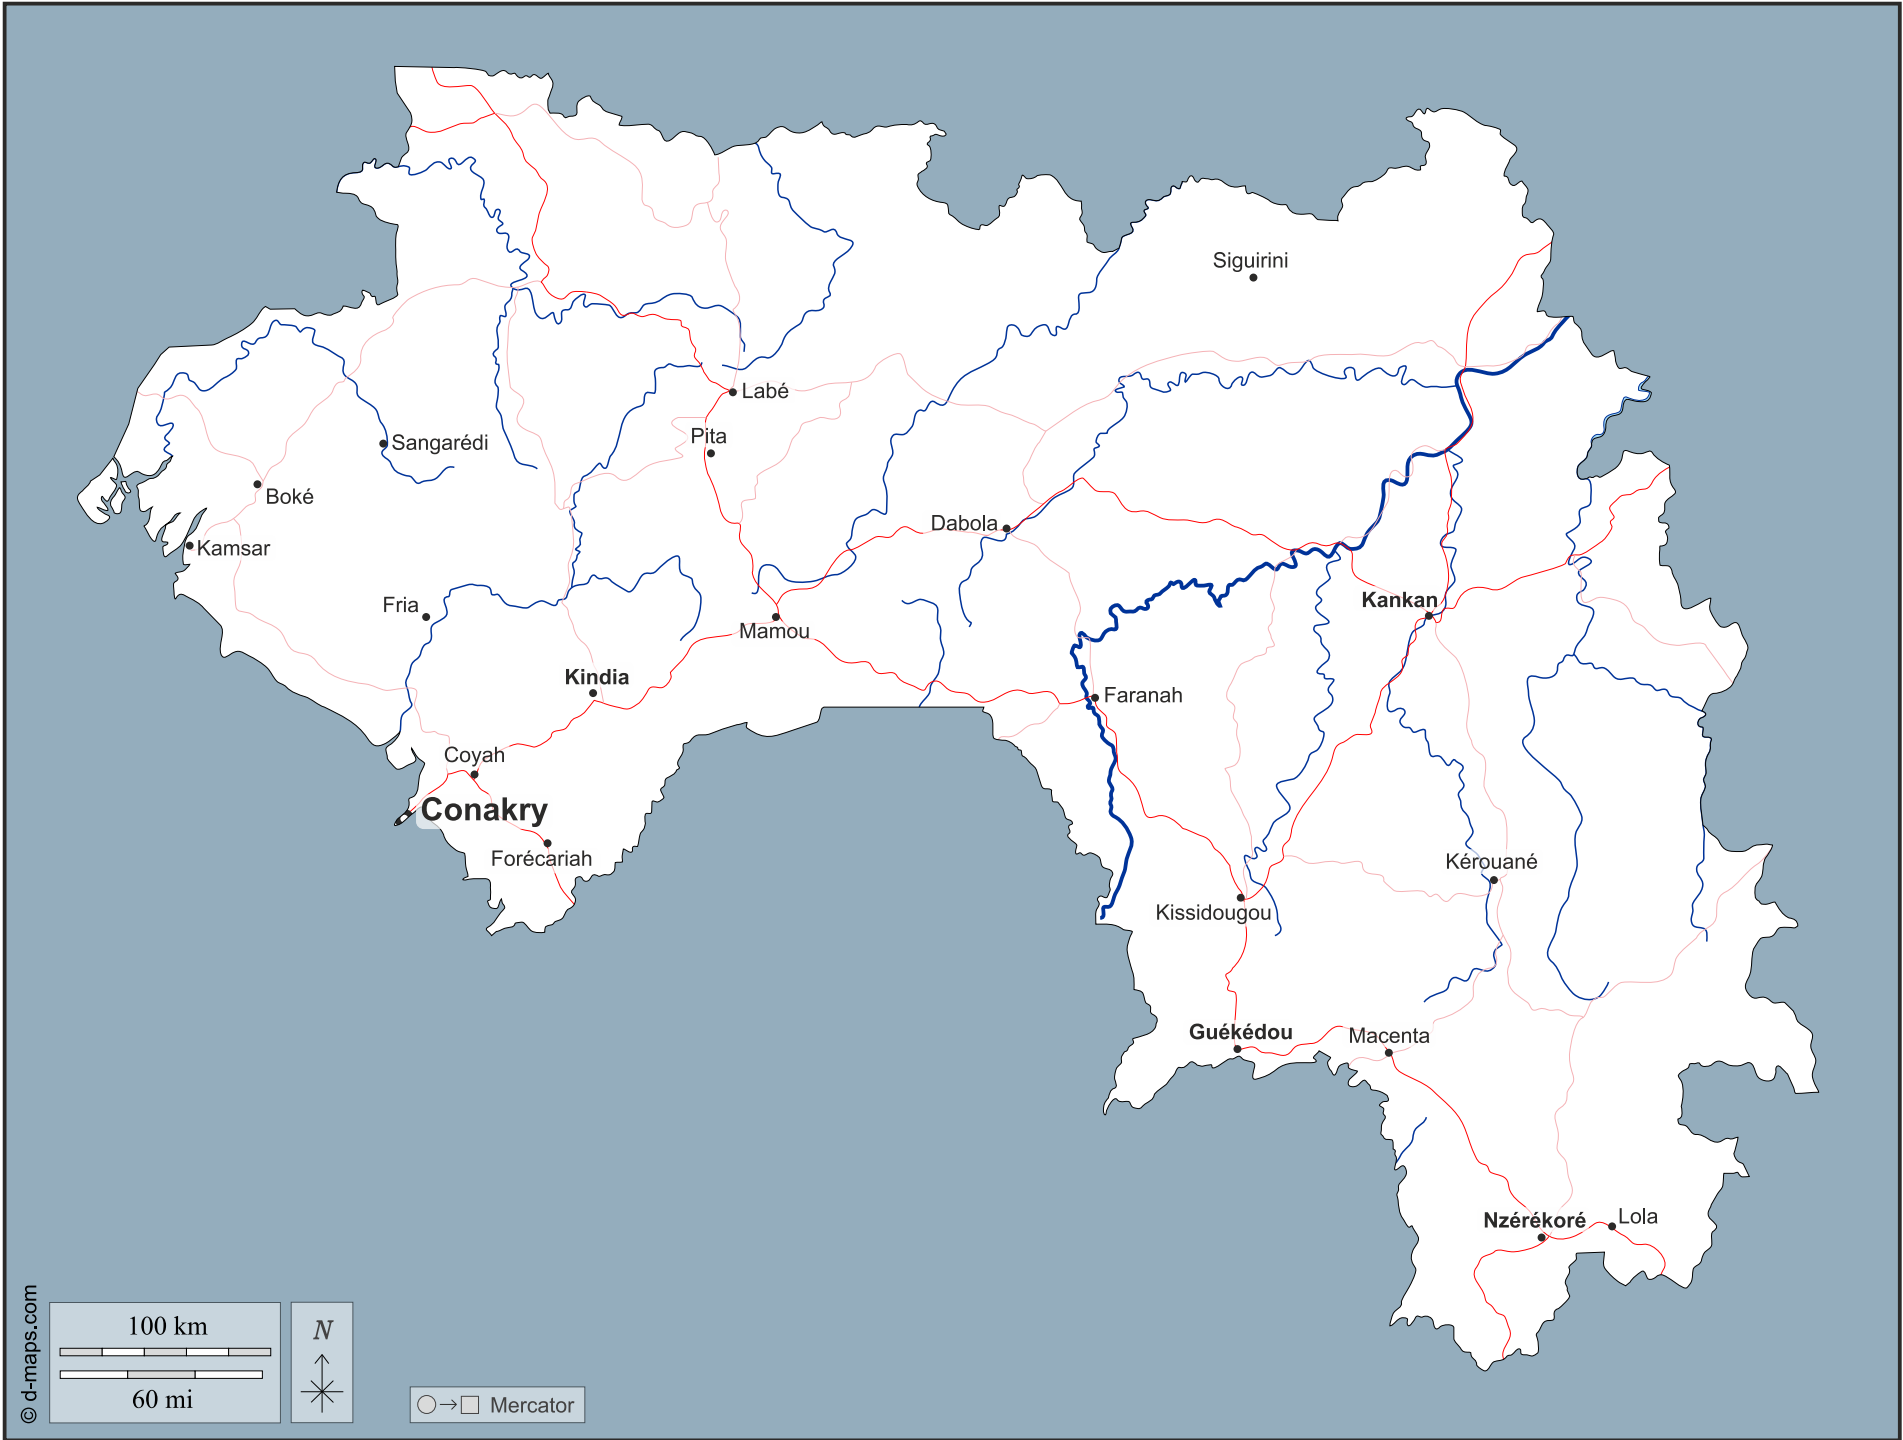 Siguirini
Labé
Pita
Sangarédi
Boké
Dabola
Kamsar
Fria
Kankan
Mamou
Kindia
Faranah
Coyah
Conakry
Forécariah
Kérouané
Kissidougou
Guékédou
Macenta
Nzérékoré
Lola
© d-maps.com
100 km
60 mi
N
Mercator